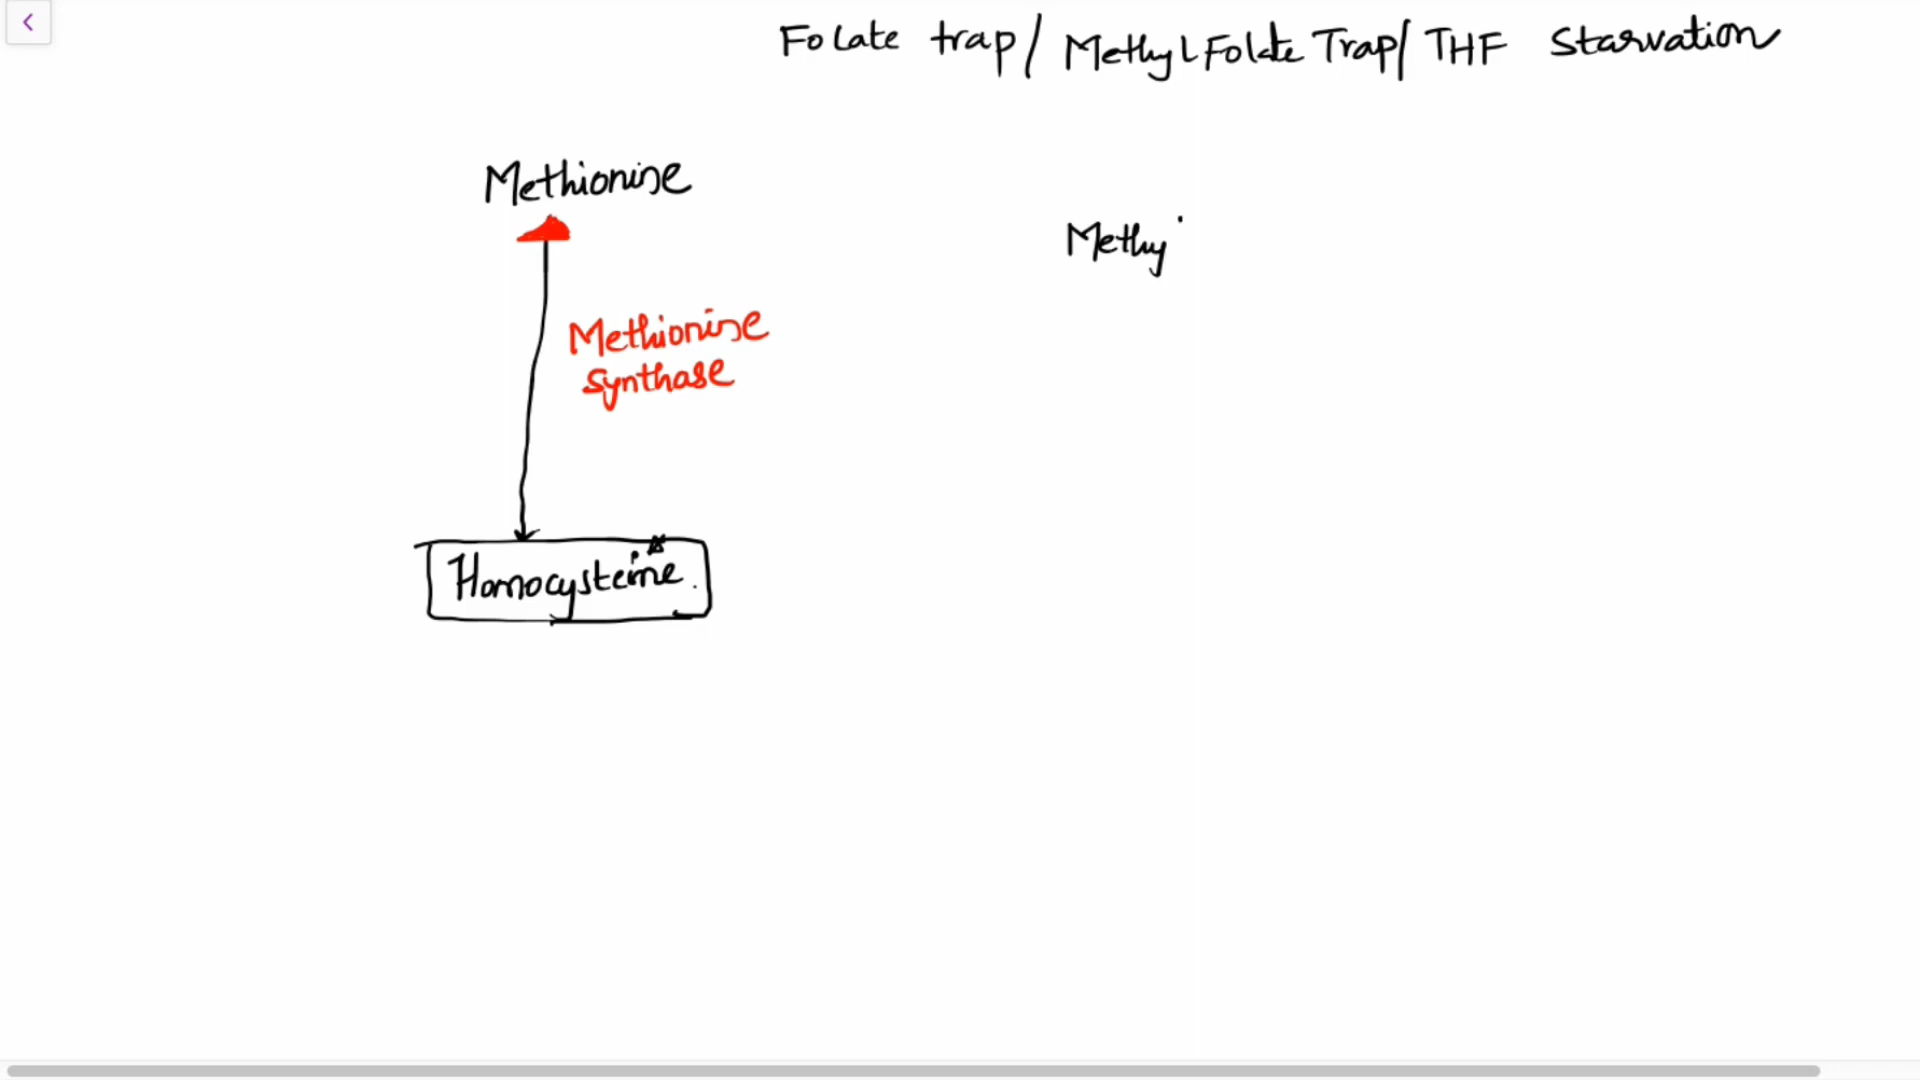 Folate trap/ Methyl Folate Trap/ THF Starvation
Methionine
Methy
Methionine
synthase
Homocysteine.